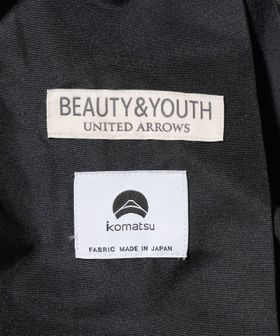 BEAUTY&YOUTH
UNITED ARROWS
komatsu
FABRIC MADE IN JAPAN